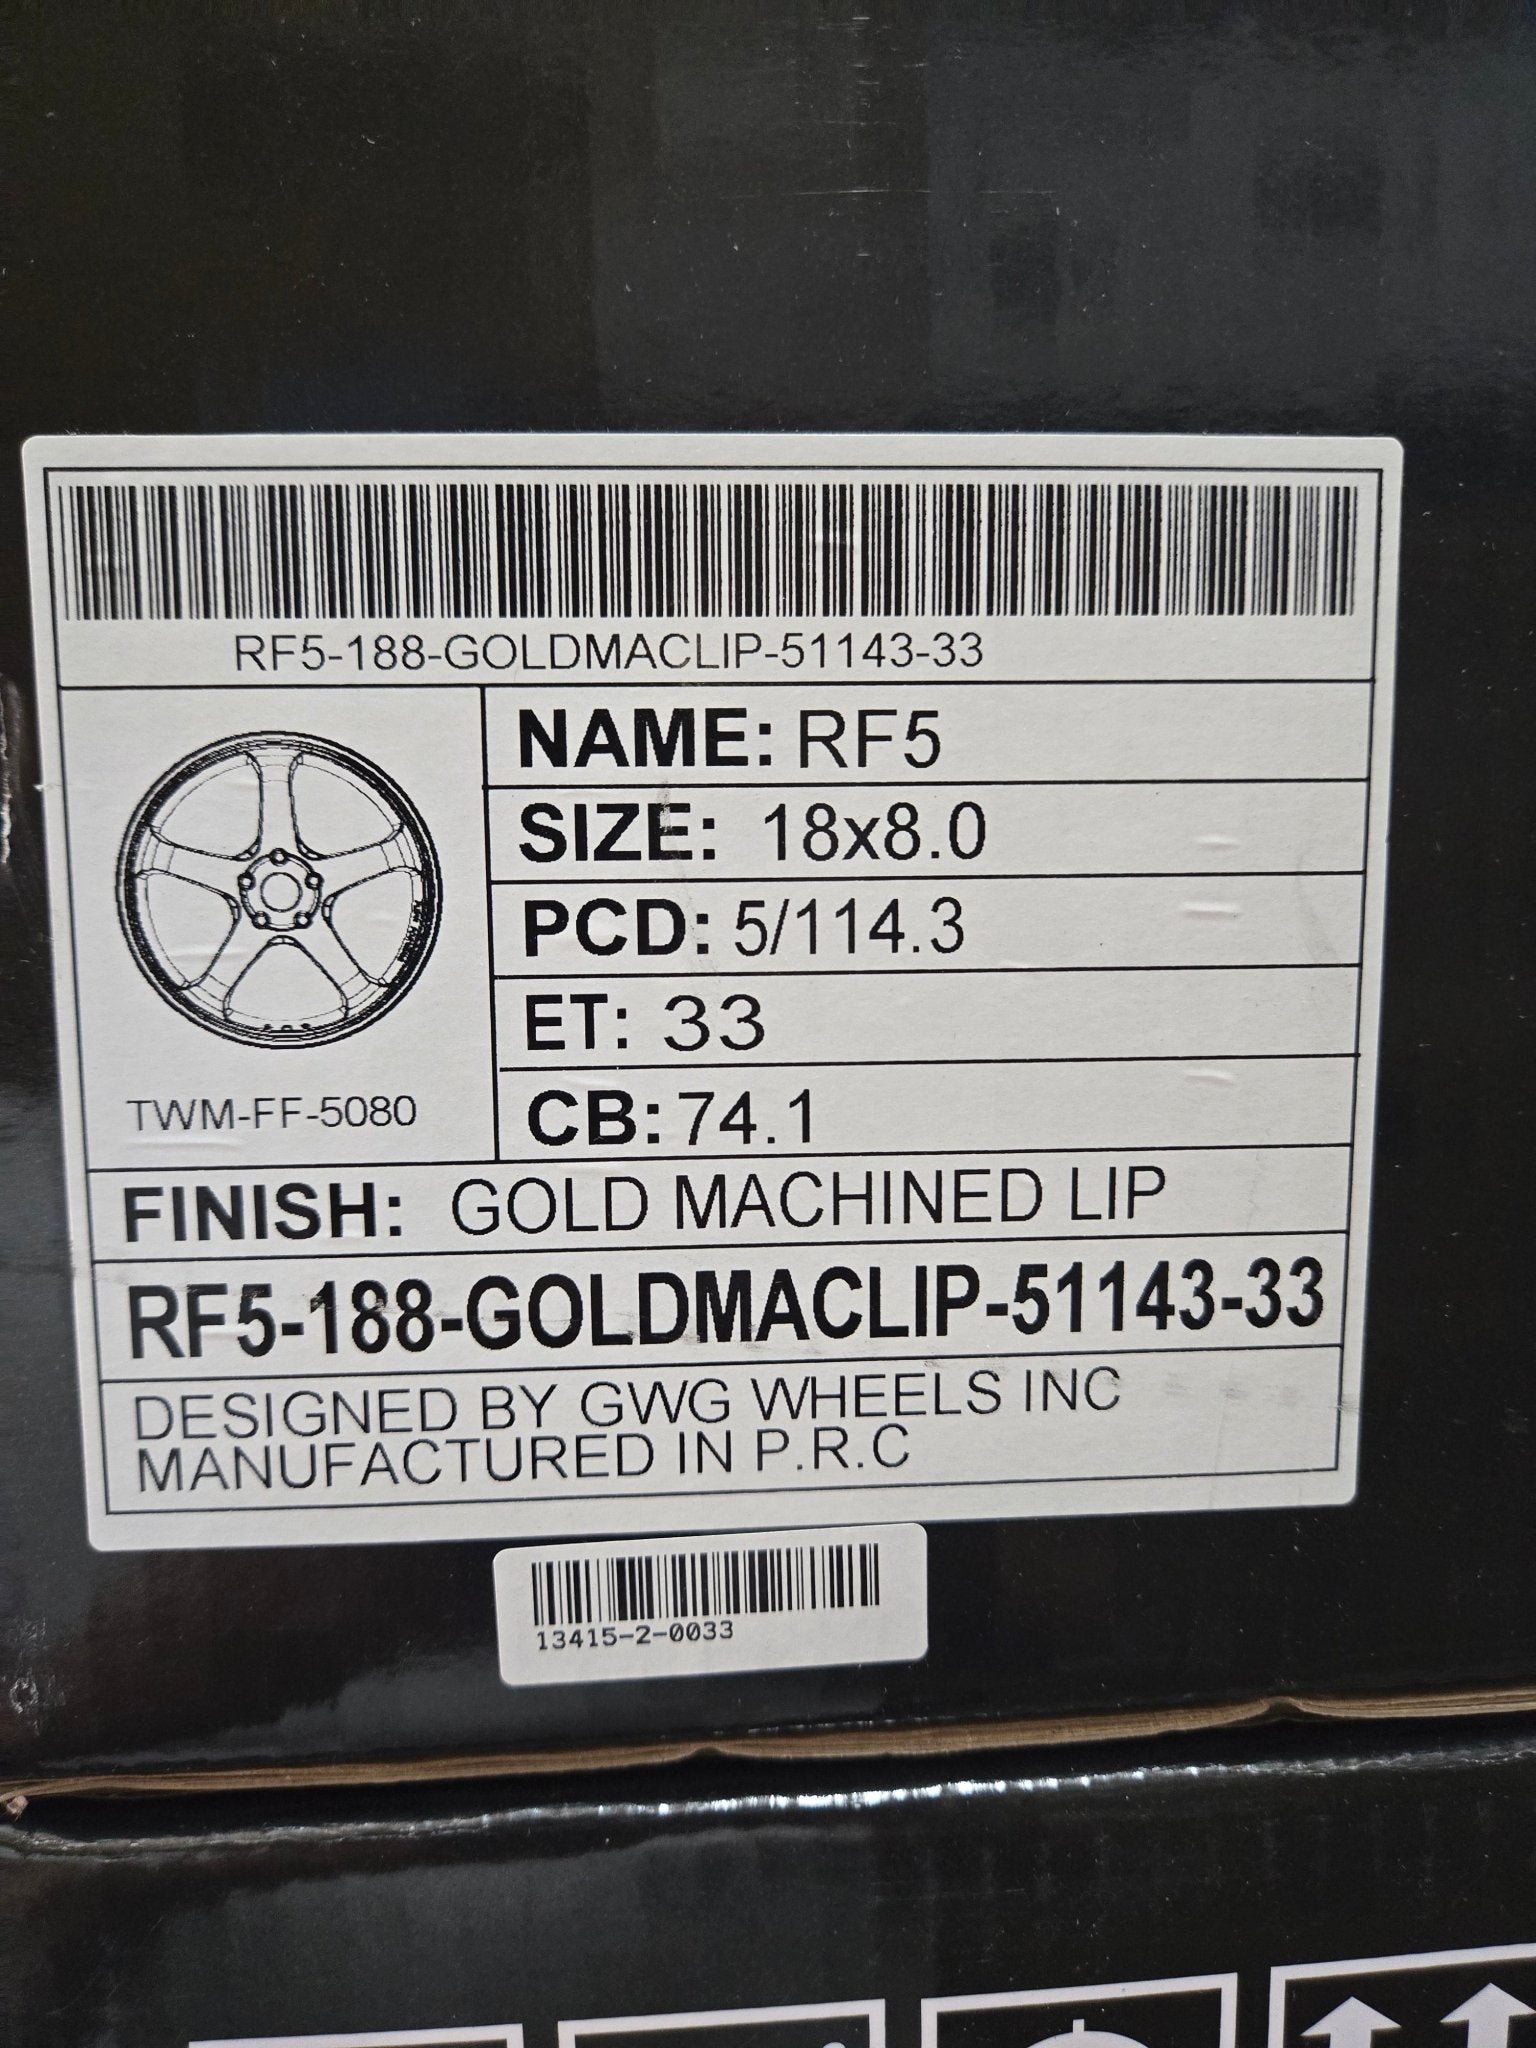 RF5-188-GOLDMACLIP-51143-33
NAME: RF5
SIZE: 18x8.0
PCD: 5/114.3
ET: 33
CB: 74.1
TWM-FF-5080
FINISH: GOLD MACHINED LIP
RF5-188-GOLDMACLIP-51143-33
DESIGNED BY GWG WHEELS INC
MANUFACTURED IN P.R.C
13415-2-0033